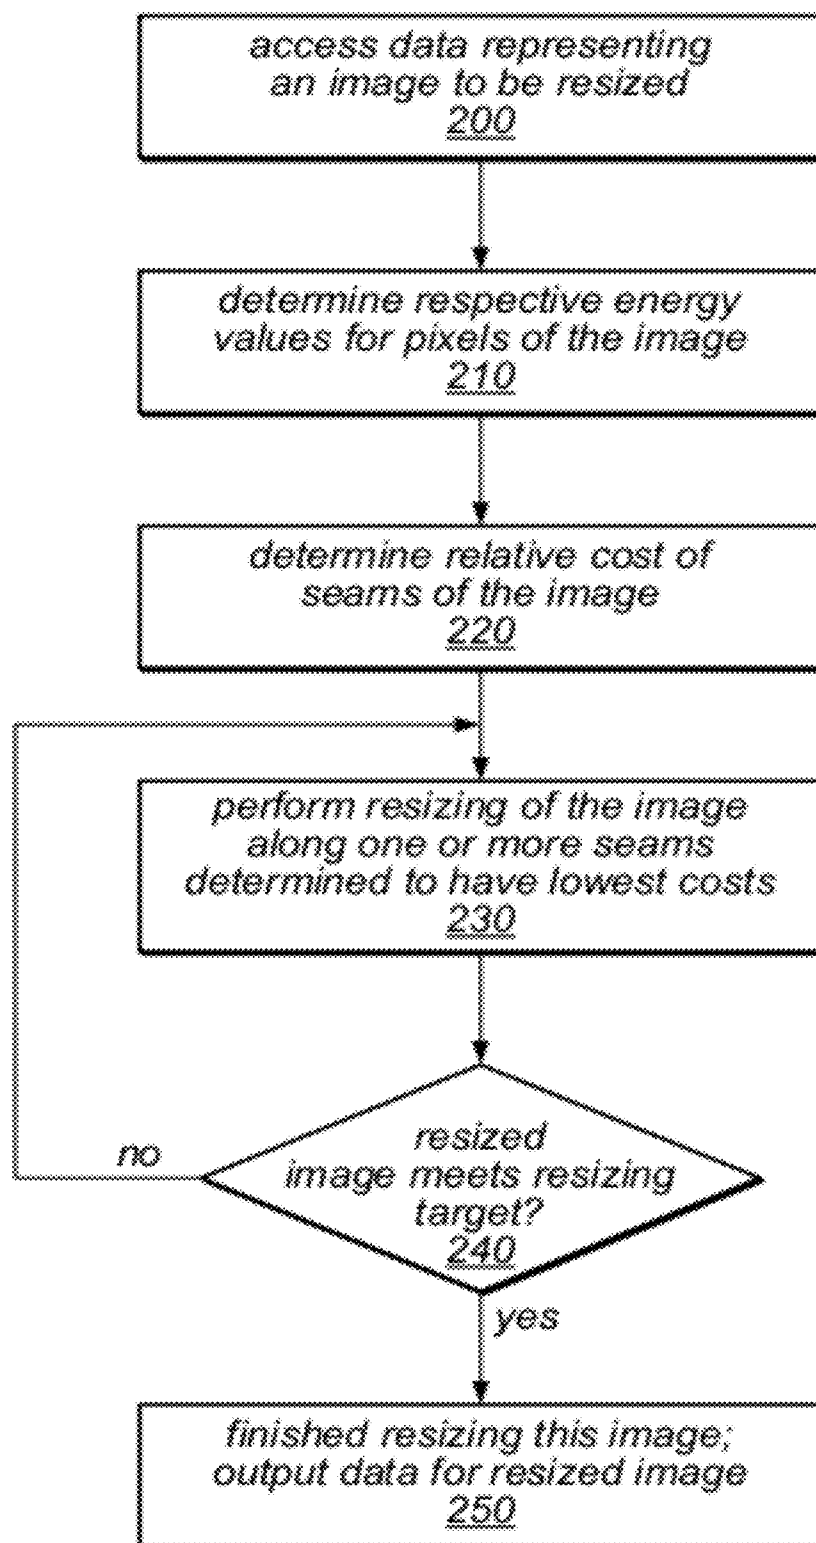 access data representing
an image to be resized
200
determine respective energy
values for pixels of the image
210
determine relative cost of
seams of the image
220
perform resizing of the image
along one or more seams
determined to have lowest costs
230
no
resized
image meets resizing
target?
240
yes
finished resizing this image;
output data for resized image
250